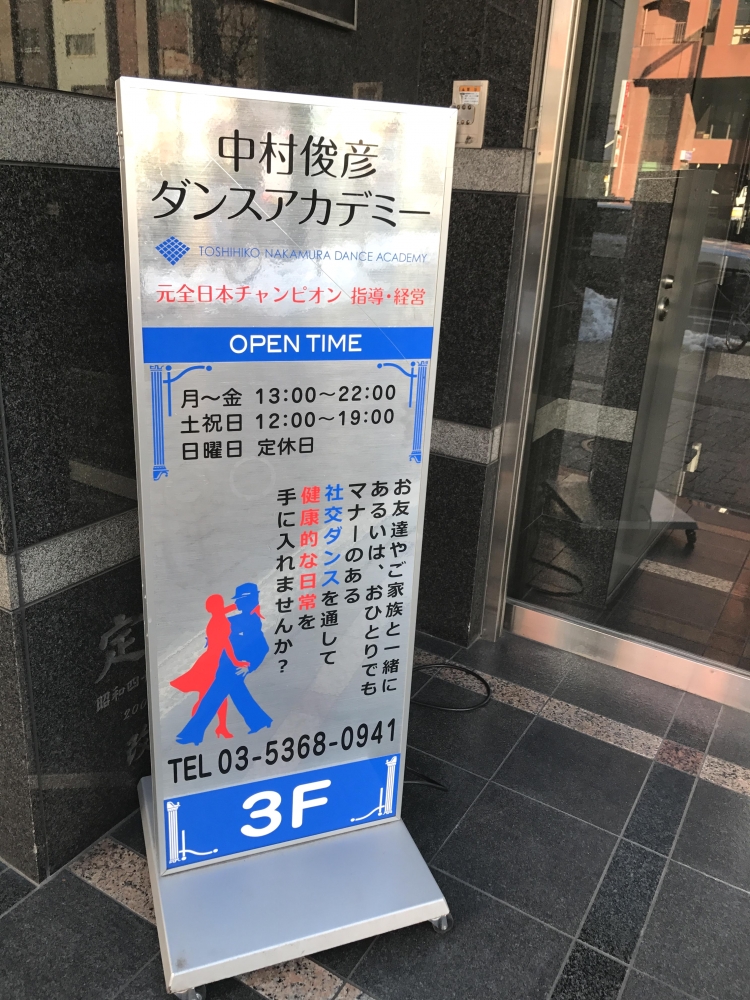 中村俊彦
ダンスアカデミー
TOSHIHIKO NAKAMURA DANCE ACADEMY
元全日本チャンピオン 指導・経営
OPEN TIME
月〜金 13:00〜22:00
土祝日 12:00〜19:00
日曜日 定休日
お友達やご家族と一緒に
あるいは、おひとりでも
マナーのある
社交ダンスを通して
健康的な日常を
手に入れませんか？
TEL 03-5368-0941
3F
定
昭和四